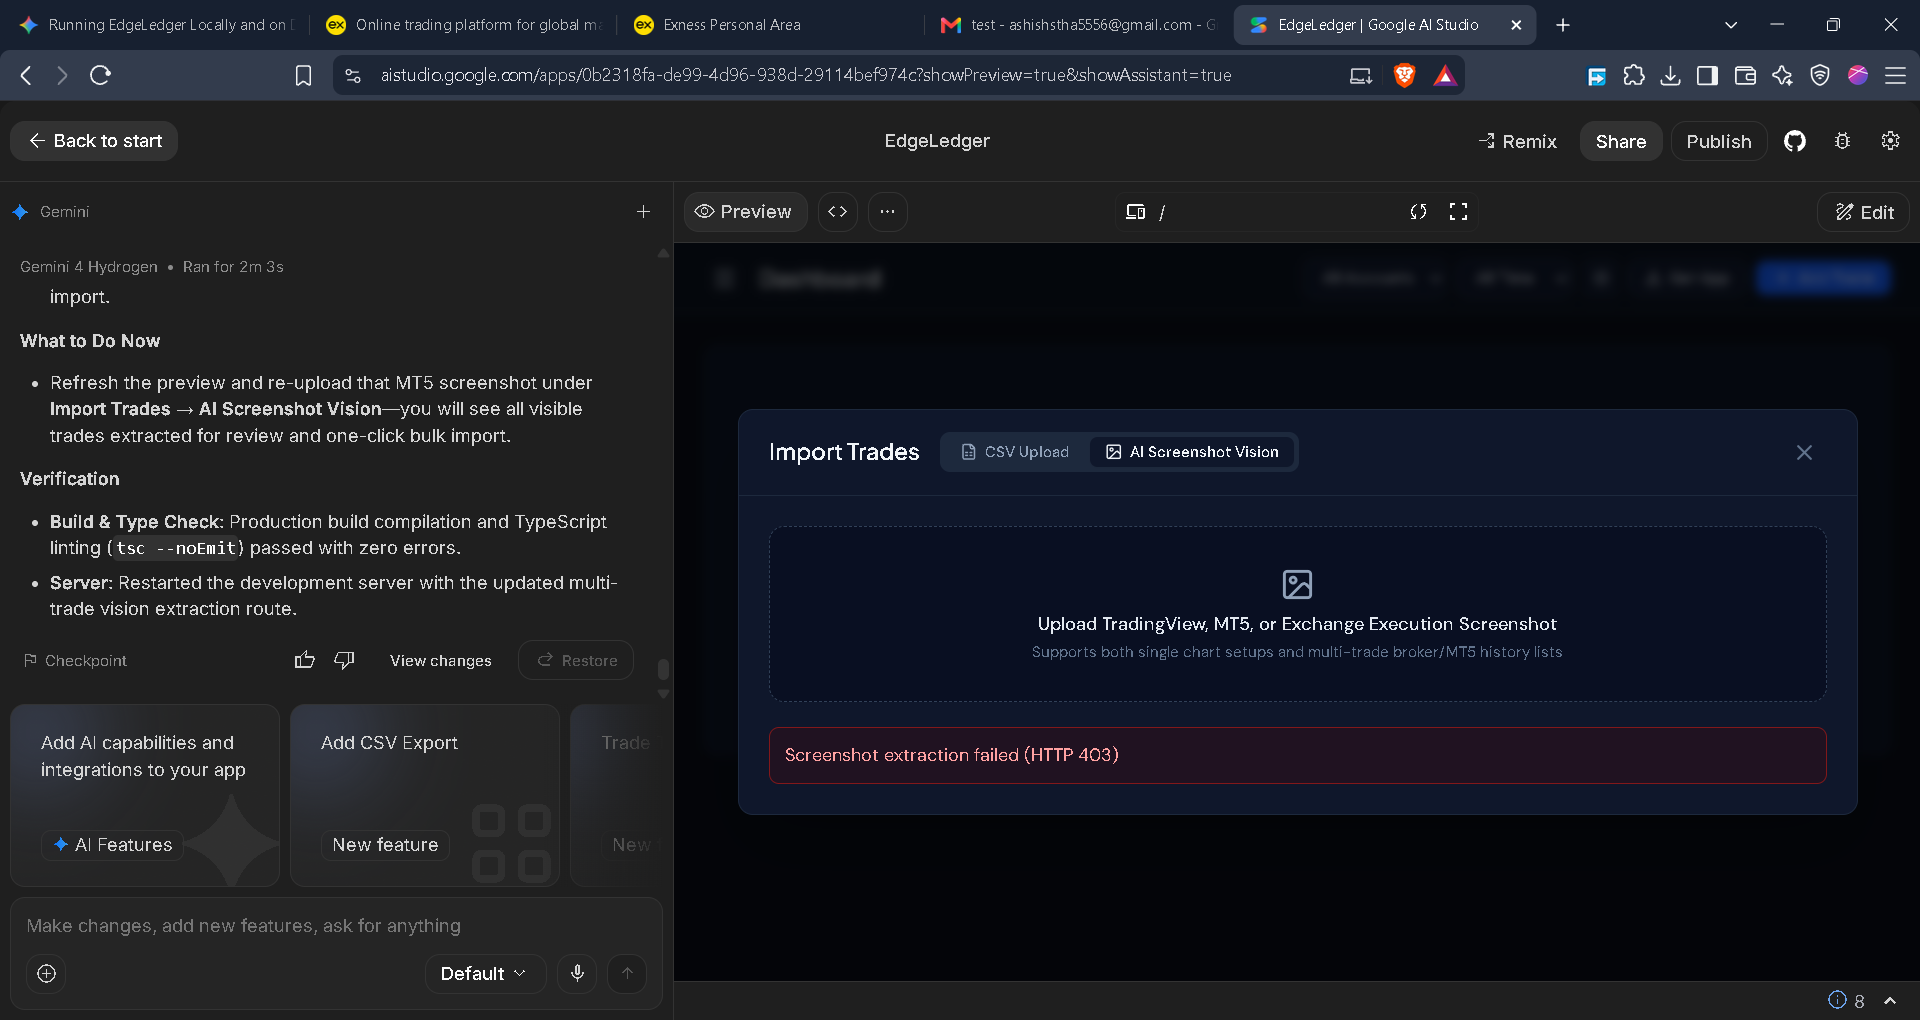 Running EdgeLedger Locally and on
Online trading platform for global ma
Exness Personal Area
test - ashishstha5556@gmail.com - G
EdgeLedger | Google AI Studio
aistudio.google.com/apps/0b2318fa-de99-4d96-938d-29114bef974c?showPreview=true&showAssistant=true
Back to start
EdgeLedger
Remix
Share
Publish
Gemini
Preview
/
Edit
Gemini 4 Hydrogen • Ran for 2m 3s
import.
What to Do Now
• Refresh the preview and re-upload that MT5 screenshot under
Import Trades → AI Screenshot Vision—you will see all visible
trades extracted for review and one-click bulk import.
Verification
• Build & Type Check: Production build compilation and TypeScript
linting (tsc --noEmit) passed with zero errors.
• Server: Restarted the development server with the updated multi-
trade vision extraction route.
Checkpoint
View changes
Restore
Add AI capabilities and
integrations to your app
AI Features
Add CSV Export
New feature
Trade
New
Make changes, add new features, ask for anything
Default
Dashboard
Import Trades
CSV Upload
AI Screenshot Vision
Upload TradingView, MT5, or Exchange Execution Screenshot
Supports both single chart setups and multi-trade broker/MT5 history lists
Screenshot extraction failed (HTTP 403)
8